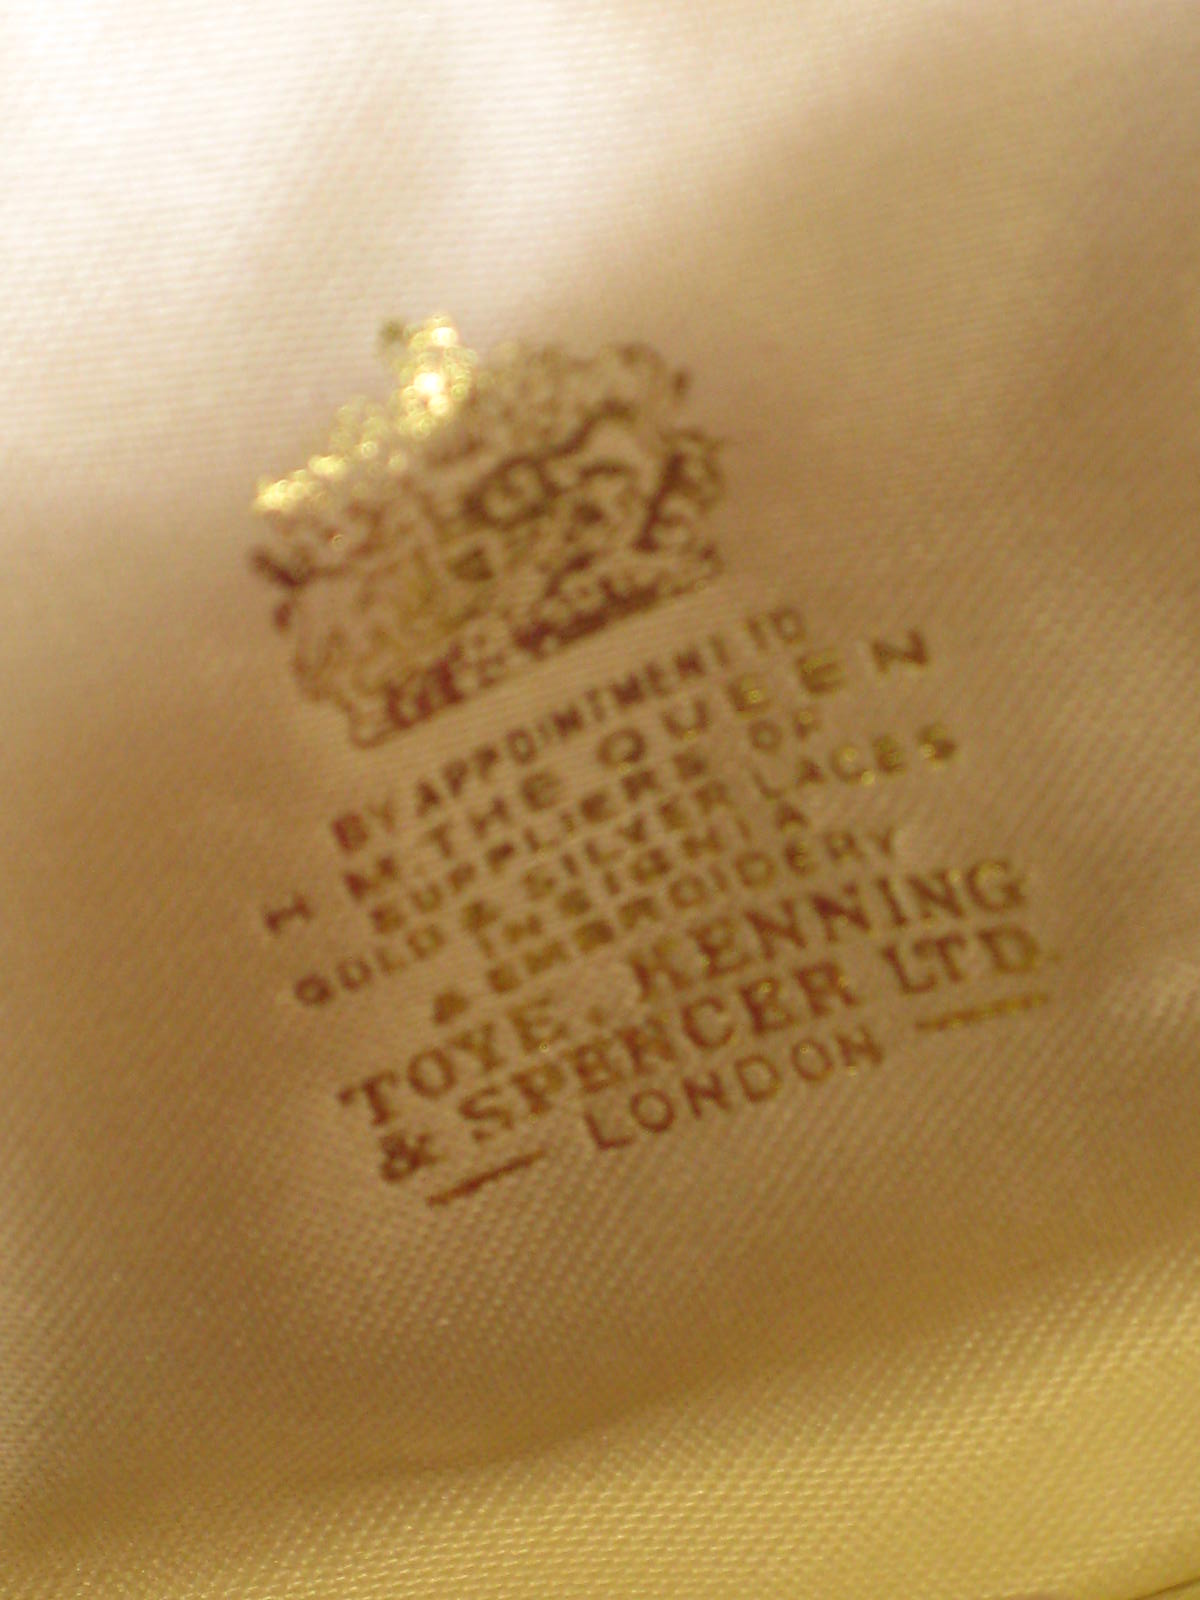 BY APPOINTMENT TO
H M THE QUEEN
SUPPLIERS OF
GOLD & SILVER LACES
INSIGNIA
& EMBROIDERY
TOYE, KENNING
& SPENCER LTD.
LONDON